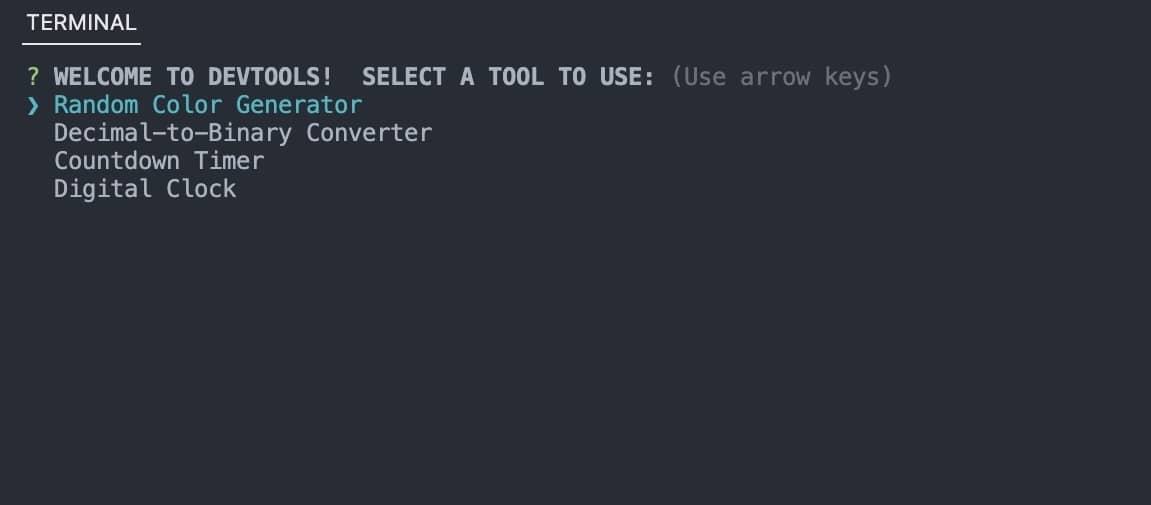 TERMINAL
? WELCOME TO DEVTOOLS!  SELECT A TOOL TO USE: (Use arrow keys)
❯ Random Color Generator
Decimal-to-Binary Converter
Countdown Timer
Digital Clock